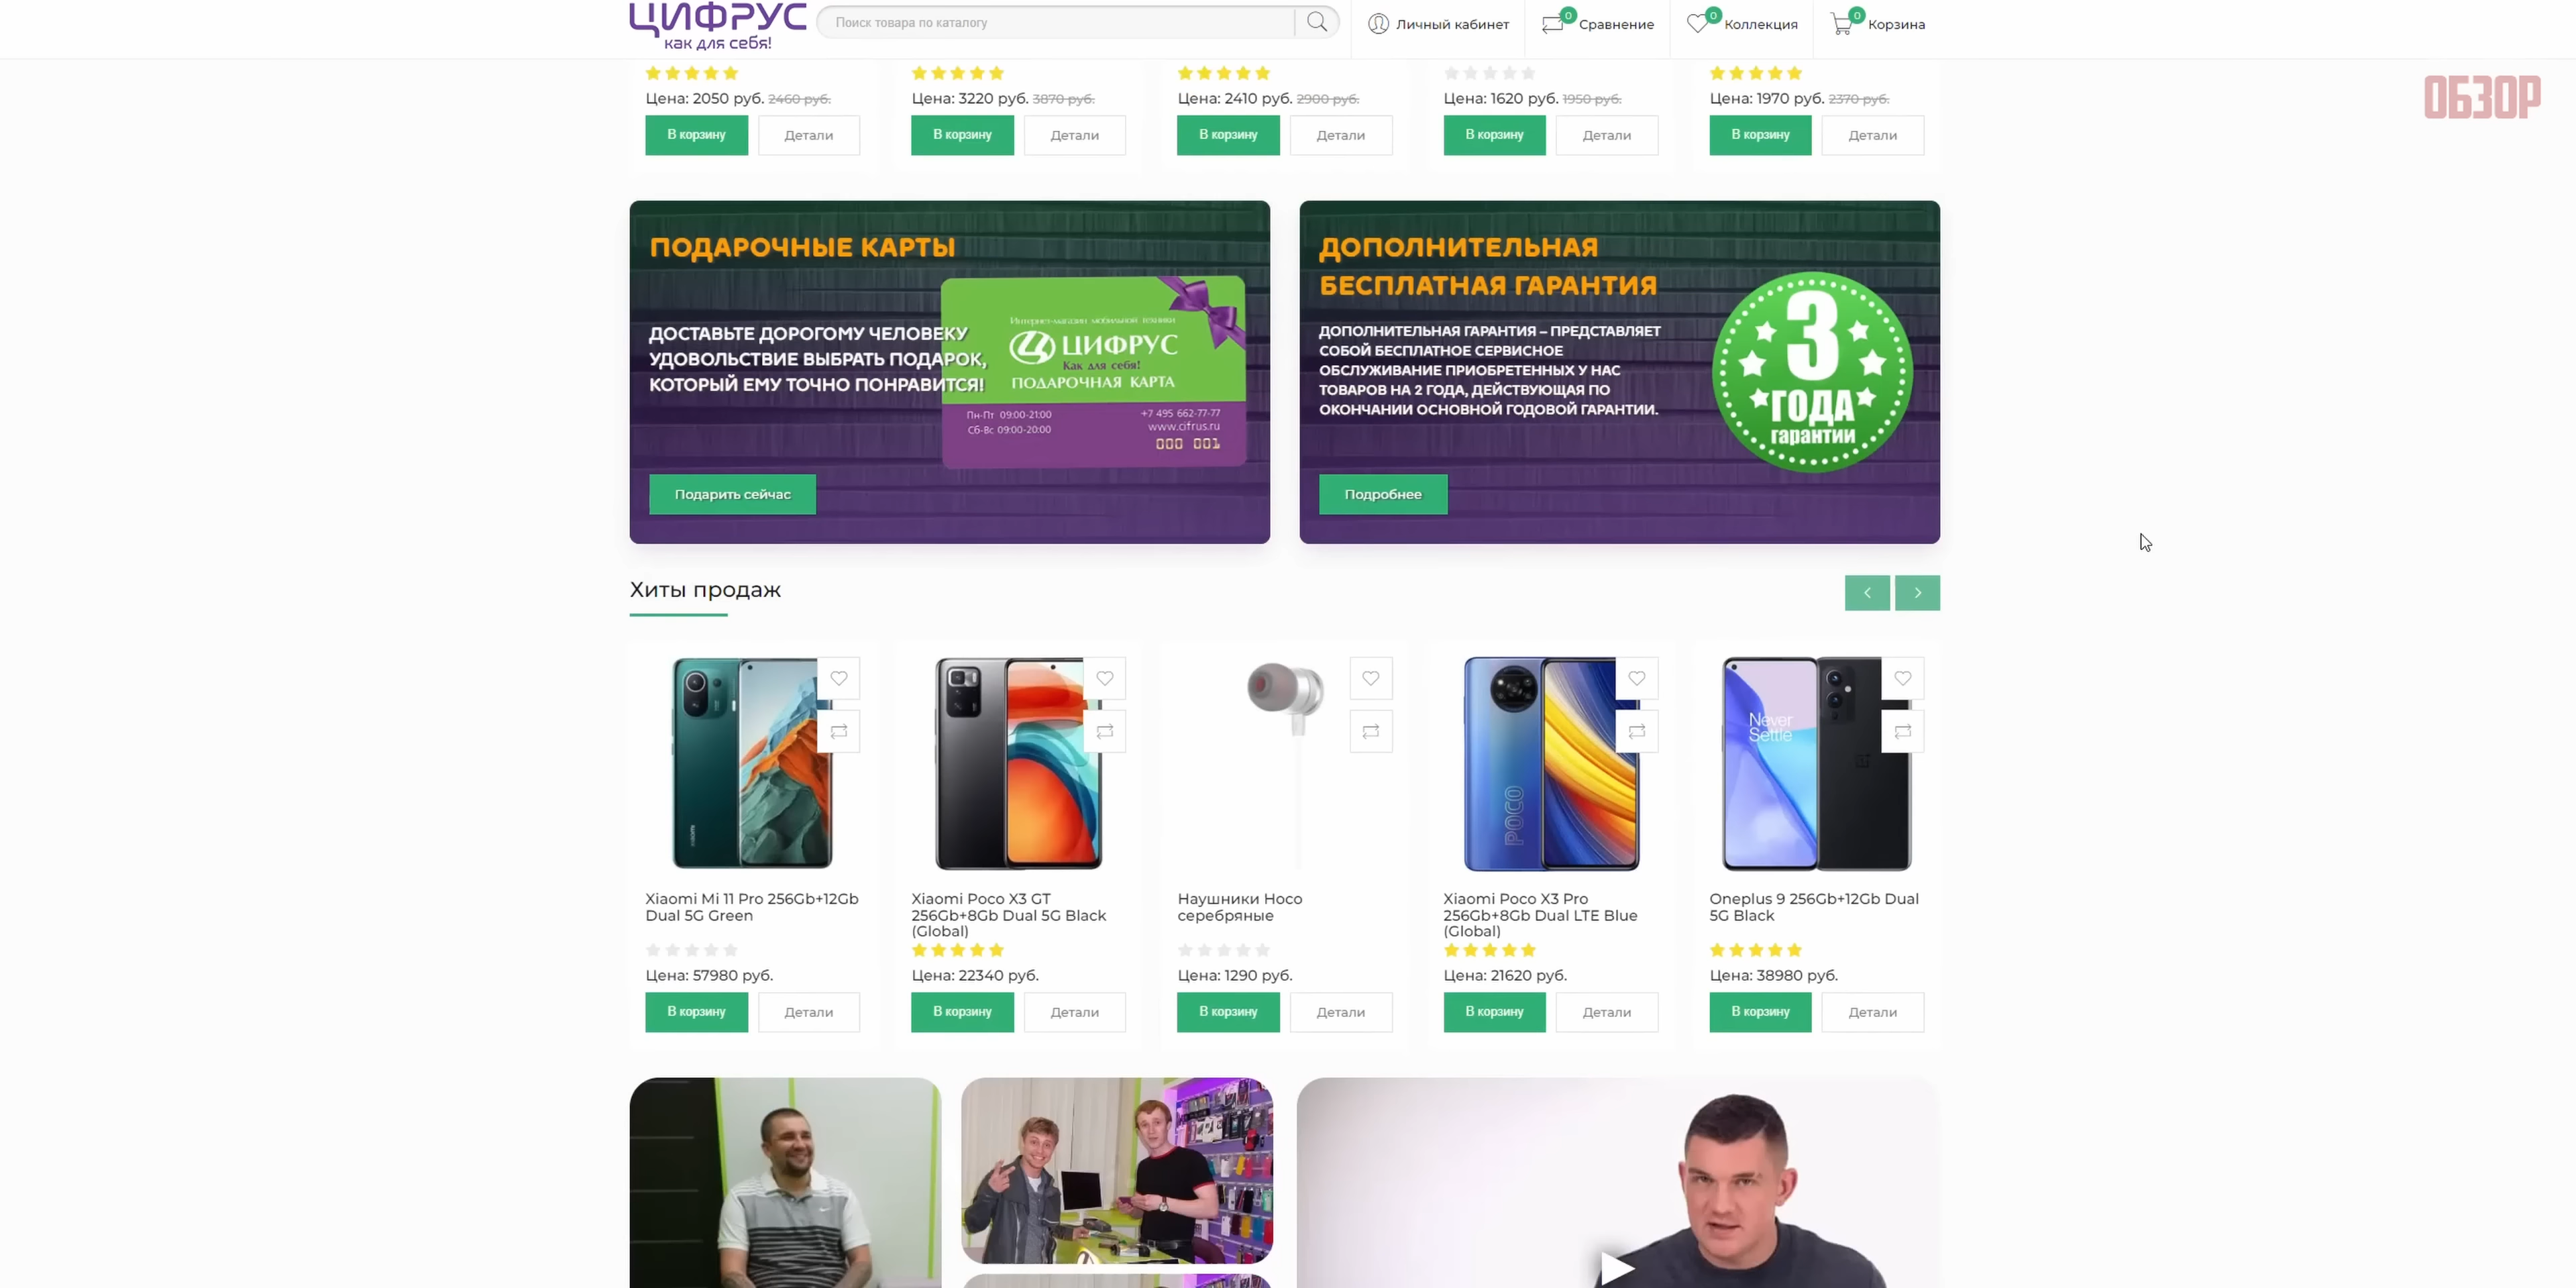 ЦИФРУС
как для себя!
Поиск товара по каталогу
Личный кабинет
0
Сравнение
0
Коллекция
0
Корзина
ОБЗОР
Цена: 2050 руб. 2460 руб.
В корзину
Детали
Цена: 3220 руб. 3870 руб.
В корзину
Детали
Цена: 2410 руб. 2900 руб.
В корзину
Детали
Цена: 1620 руб. 1950 руб.
В корзину
Детали
Цена: 1970 руб. 2370 руб.
В корзину
Детали
ПОДАРОЧНЫЕ КАРТЫ
ДОСТАВЬТЕ ДОРОГОМУ ЧЕЛОВЕКУ
УДОВОЛЬСТВИЕ ВЫБРАТЬ ПОДАРОК,
КОТОРЫЙ ЕМУ ТОЧНО ПОНРАВИТСЯ!
Интернет-магазин мобильной техники
ЦИФРУС
Как для себя!
ПОДАРОЧНАЯ КАРТА
Пн-Пт 09:00-21:00
Сб-Вс 09:00-20:00
+7 495 662-77-77
www.cifrus.ru
000 001
Подарить сейчас
ДОПОЛНИТЕЛЬНАЯ
БЕСПЛАТНАЯ ГАРАНТИЯ
ДОПОЛНИТЕЛЬНАЯ ГАРАНТИЯ – ПРЕДСТАВЛЯЕТ
СОБОЙ БЕСПЛАТНОЕ СЕРВИСНОЕ
ОБСЛУЖИВАНИЕ ПРИОБРЕТЕННЫХ У НАС
ТОВАРОВ НА 2 ГОДА, ДЕЙСТВУЮЩАЯ ПО
ОКОНЧАНИИ ОСНОВНОЙ ГОДОВОЙ ГАРАНТИИ.
3
ГОДА
гарантии
Подробнее
Хиты продаж
XIAOMI
POCO
Never
Settle
Xiaomi Mi 11 Pro 256Gb+12Gb
Dual 5G Green
Цена: 57980 руб.
В корзину
Детали
Xiaomi Poco X3 GT
256Gb+8Gb Dual 5G Black
(Global)
Цена: 22340 руб.
В корзину
Детали
Наушники Hoco
серебряные
Цена: 1290 руб.
В корзину
Детали
Xiaomi Poco X3 Pro
256Gb+8Gb Dual LTE Blue
(Global)
Цена: 21620 руб.
В корзину
Детали
Oneplus 9 256Gb+12Gb Dual
5G Black
Цена: 38980 руб.
В корзину
Детали